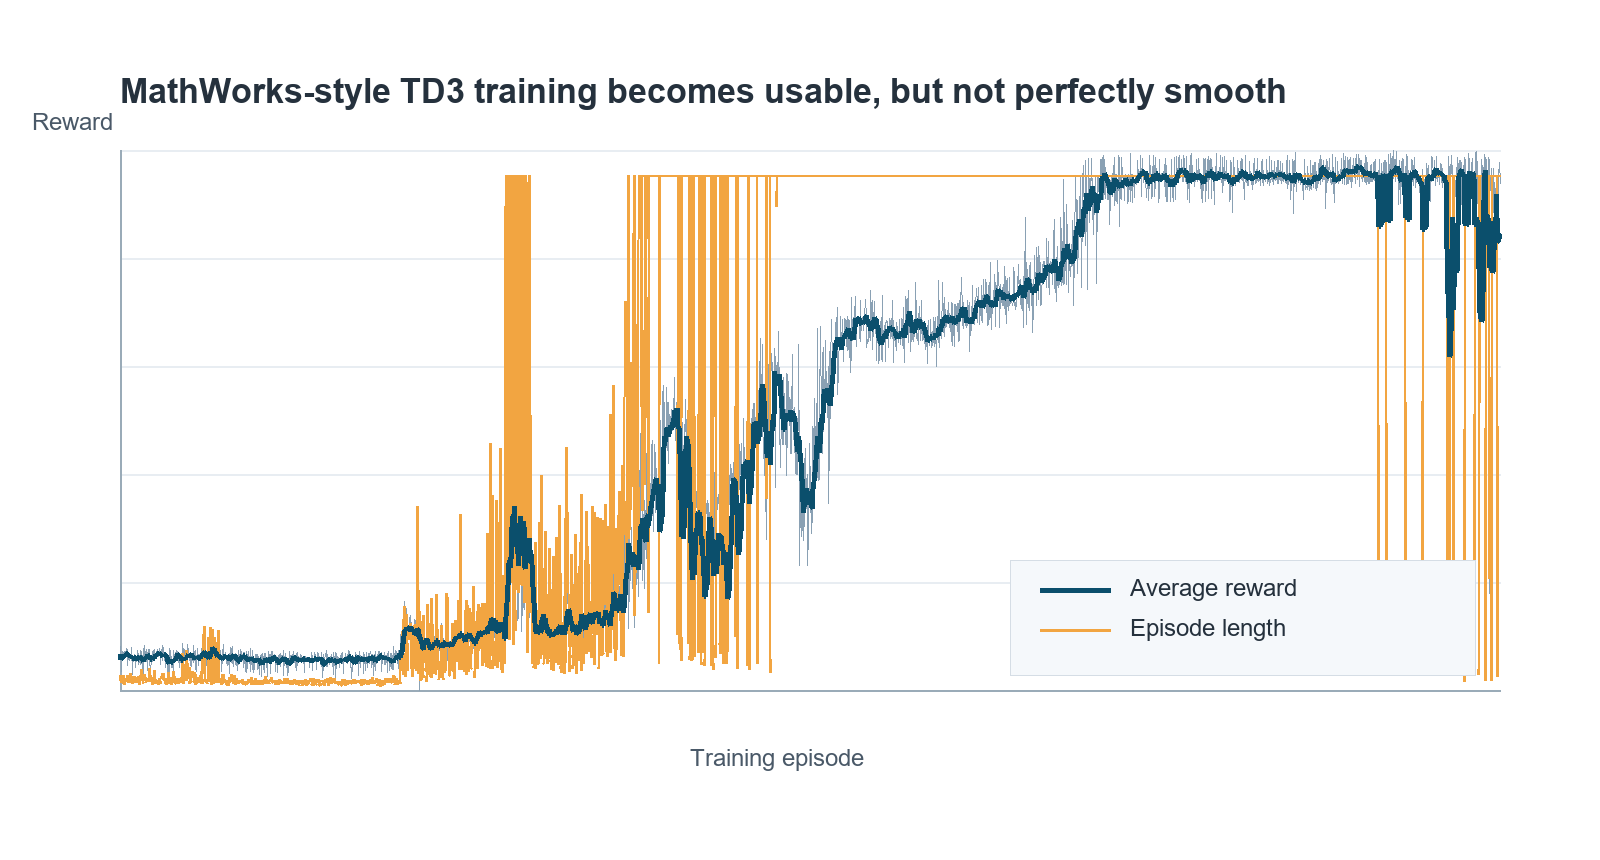 MathWorks-style TD3 training becomes usable, but not perfectly smooth
Reward
Average reward
Episode length
Training episode